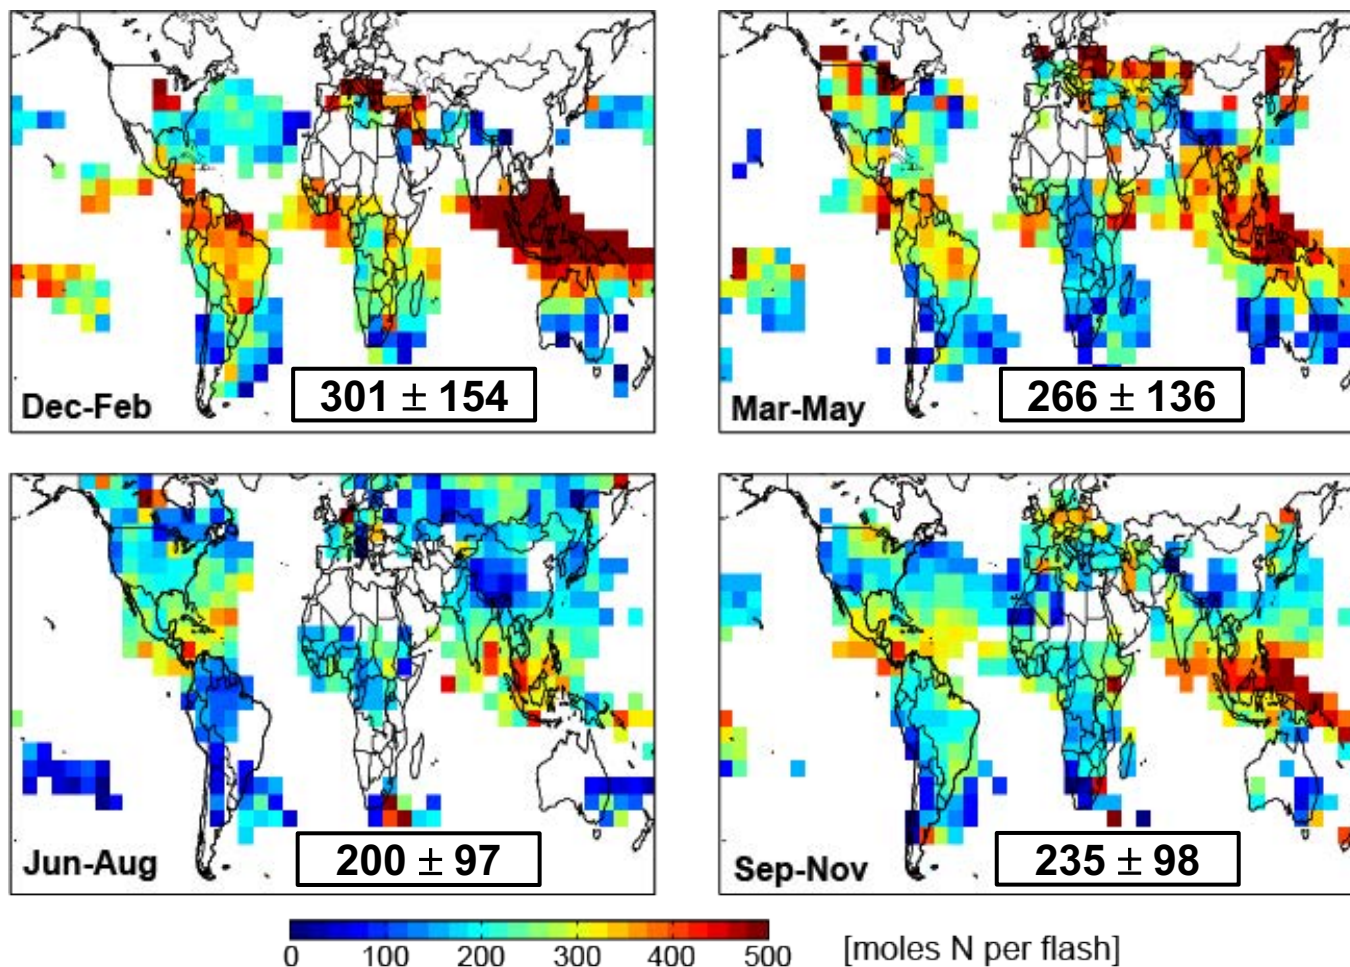 Dec-Feb
301 ± 154
Mar-May
266 ± 136
Jun-Aug
200 ± 97
Sep-Nov
235 ± 98
0 100 200 300 400 500 [moles N per flash]